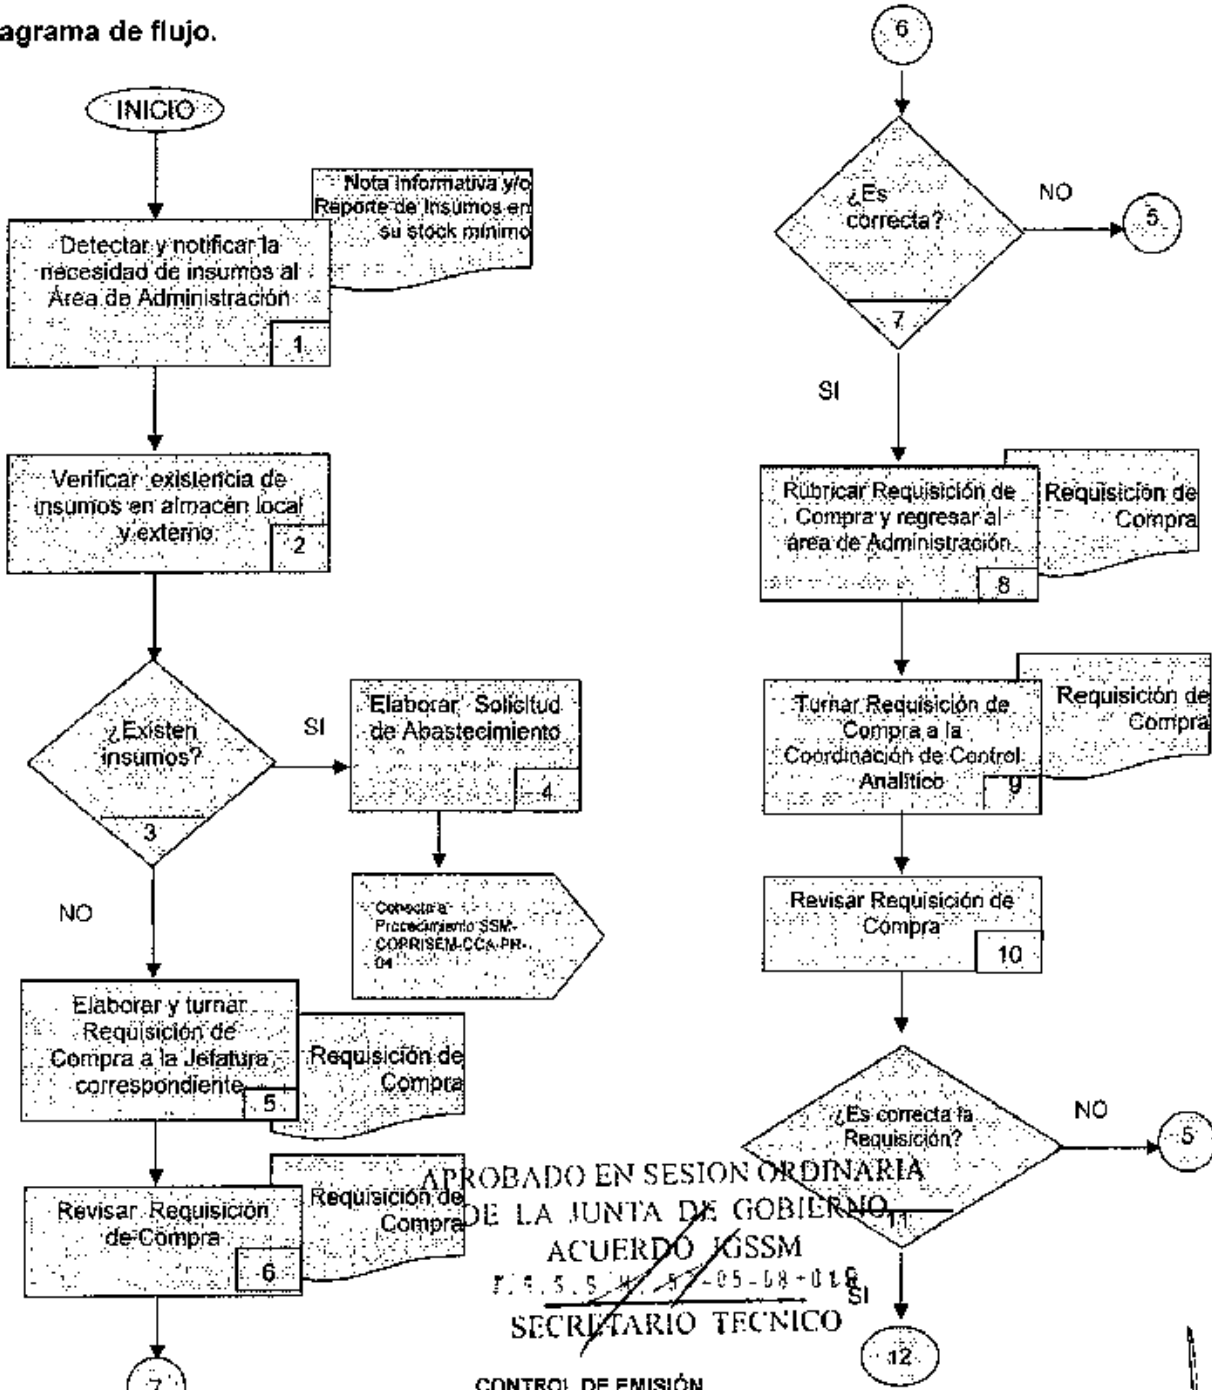 agrama de flujo.
INICIO
Nota informativa y/o
Reporte de Insumos en
su stock mínimo
Detectar y notificar la
necesidad de insumos al
Área de Administración
1
Verificar existencia de
insumos en almacén local
y externo
2
¿Existen
insumos?
3
SI
Elaborar Solicitud
de Abastecimiento
4
Conecta a
Procedimiento SSM-
COPRISEM-CCA-PR-
04
NO
Elaborar y turnar
Requisición de
Compra a la Jefatura
correspondiente
5
Requisición de
Compra
Revisar Requisición
de Compra
6
Requisición de
Compra
7
6
¿Es
correcta?
7
NO
5
SI
Rubricar Requisición de
Compra y regresar al
área de Administración
8
Requisición de
Compra
Turnar Requisición de
Compra a la
Coordinación de Control
Analítico
9
Requisición de
Compra
Revisar Requisición de
Compra
10
¿Es correcta la
Requisición?
11
NO
5
SI
12
APROBADO EN SESION ORDINARIA
DE LA JUNTA DE GOBIERNO
ACUERDO JGSSM
SECRETARIO TECNICO
CONTROL DE EMISIÓN